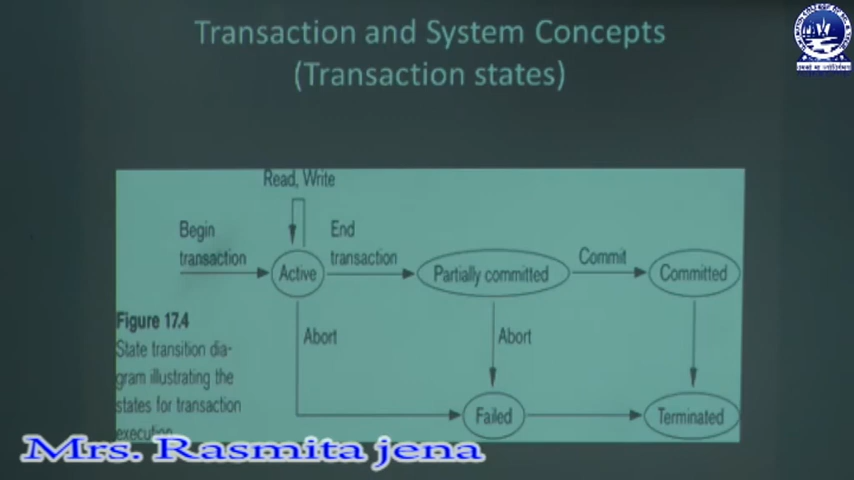 Transaction and System Concepts
(Transaction states)
Read, Write
Begin
transaction
End
transaction
Active
Partially committed
Commit
Committed
Figure 17.4
State transition dia-
gram illustrating the
states for transaction
execution
Abort
Abort
Failed
Terminated
Mrs. Rasmita jena